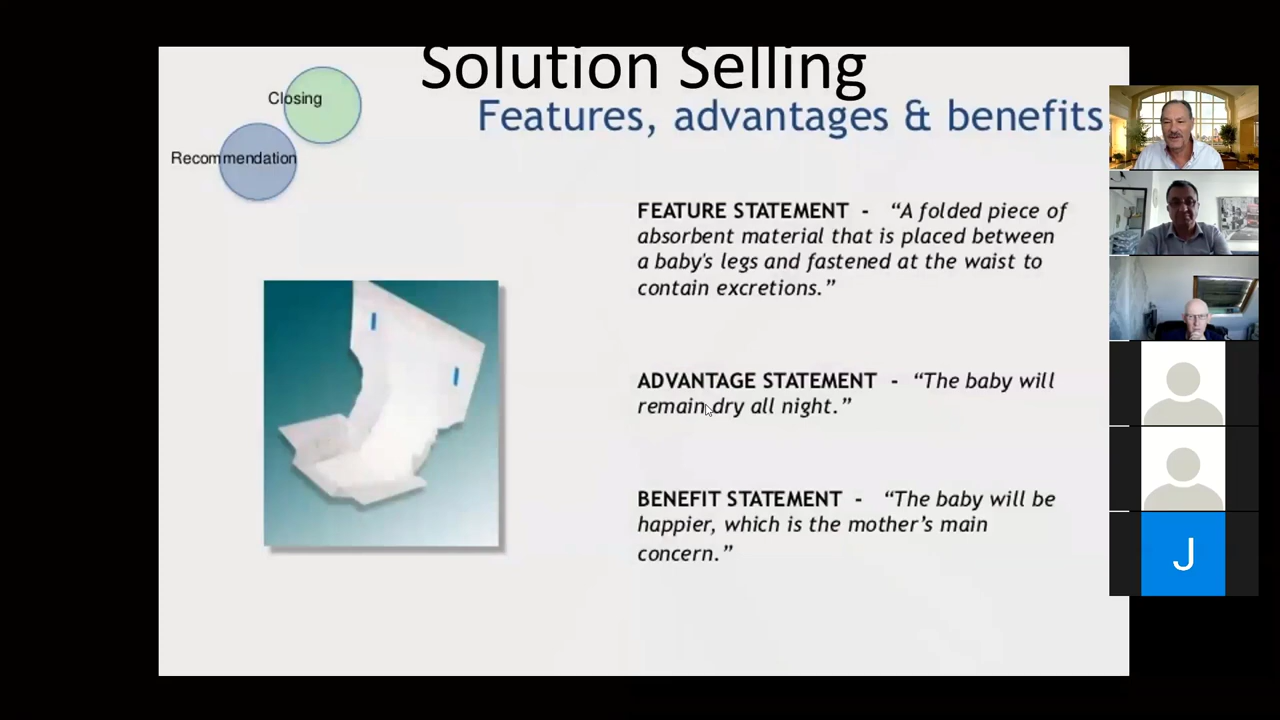 Solution Selling
Closing
Features, advantages & benefits
Recommendation
FEATURE STATEMENT - “A folded piece of
absorbent material that is placed between
a baby's legs and fastened at the waist to
contain excretions.”
ADVANTAGE STATEMENT - “The baby will
remain dry all night.”
BENEFIT STATEMENT - “The baby will be
happier, which is the mother’s main
concern.”
J